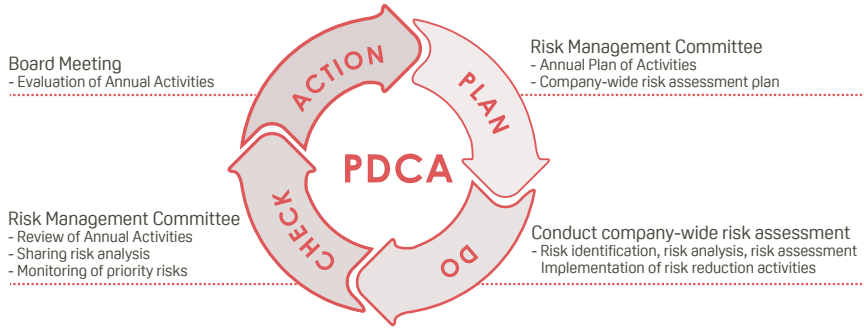 Board Meeting
- Evaluation of Annual Activities
ACTION
Risk Management Committee
- Annual Plan of Activities
- Company-wide risk assessment plan
PLAN
PDCA
Risk Management Committee
- Review of Annual Activities
- Sharing risk analysis
- Monitoring of priority risks
CHECK
DO
Conduct company-wide risk assessment
- Risk identification, risk analysis, risk assessment
Implementation of risk reduction activities